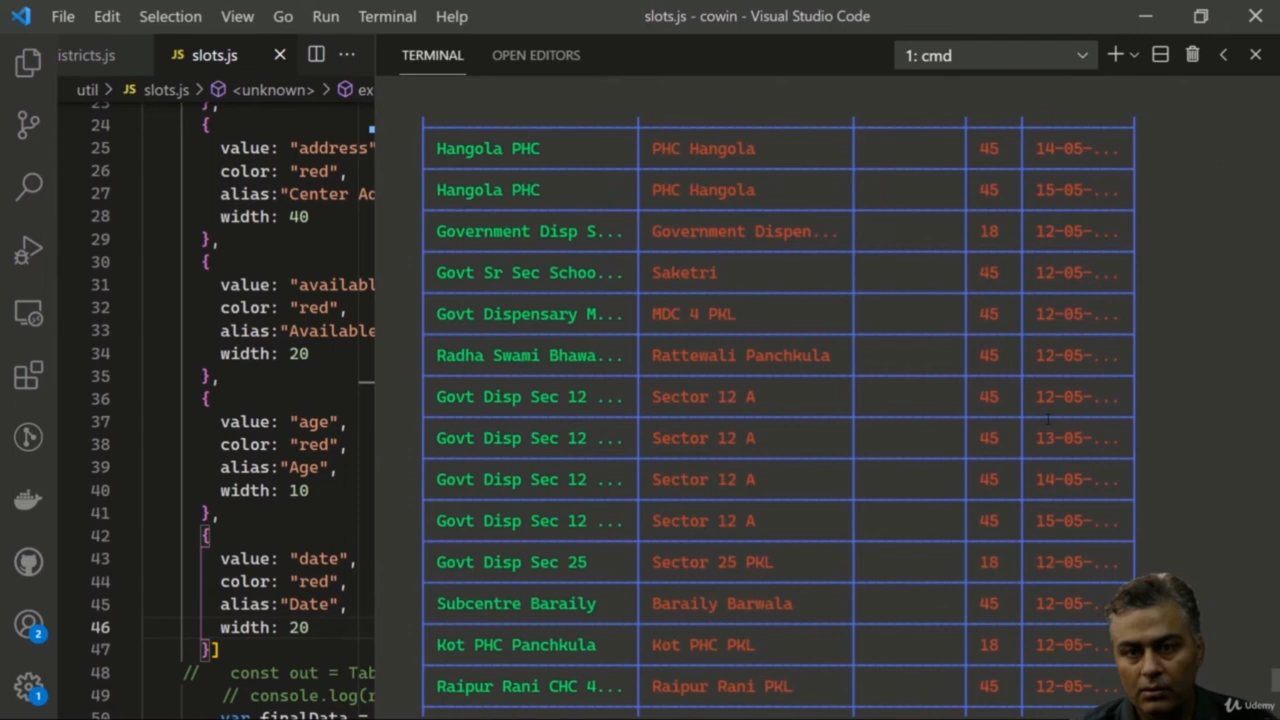 File Edit Selection View Go Run Terminal Help slots.js - cowin - Visual Studio Code
istricts.js JS slots.js TERMINAL OPEN EDITORS 1: cmd
util > JS slots.js > <unknown> > ex
23 },
24 {
25 value: "address"
26 color: "red",
27 alias:"Center Ad
28 width: 40
29 },
30 {
31 value: "availabl
32 color: "red",
33 alias:"Available
34 width: 20
35 },
36 {
37 value: "age",
38 color: "red",
39 alias:"Age",
40 width: 10
41 },
42 {
43 value: "date",
44 color: "red",
45 alias:"Date",
46 width: 20
47 }]
48 // const out = Tab
49 // console.log(r
50 var finalData =
Hangola PHC PHC Hangola 45 14-05-...
Hangola PHC PHC Hangola 45 15-05-...
Government Disp S... Government Dispen... 18 12-05-...
Govt Sr Sec Schoo... Saketri 45 12-05-...
Govt Dispensary M... MDC 4 PKL 45 12-05-...
Radha Swami Bhawa... Rattewali Panchkula 45 12-05-...
Govt Disp Sec 12 ... Sector 12 A 45 12-05-...
Govt Disp Sec 12 ... Sector 12 A 45 13-05-...
Govt Disp Sec 12 ... Sector 12 A 45 14-05-...
Govt Disp Sec 12 ... Sector 12 A 45 15-05-...
Govt Disp Sec 25 Sector 25 PKL 18 12-05-...
Subcentre Baraily Baraily Barwala 45 12-05-...
Kot PHC Panchkula Kot PHC PKL 18 12-05-
Raipur Rani CHC 4... Raipur Rani PKL 45 12-05-
2
1
Udemy